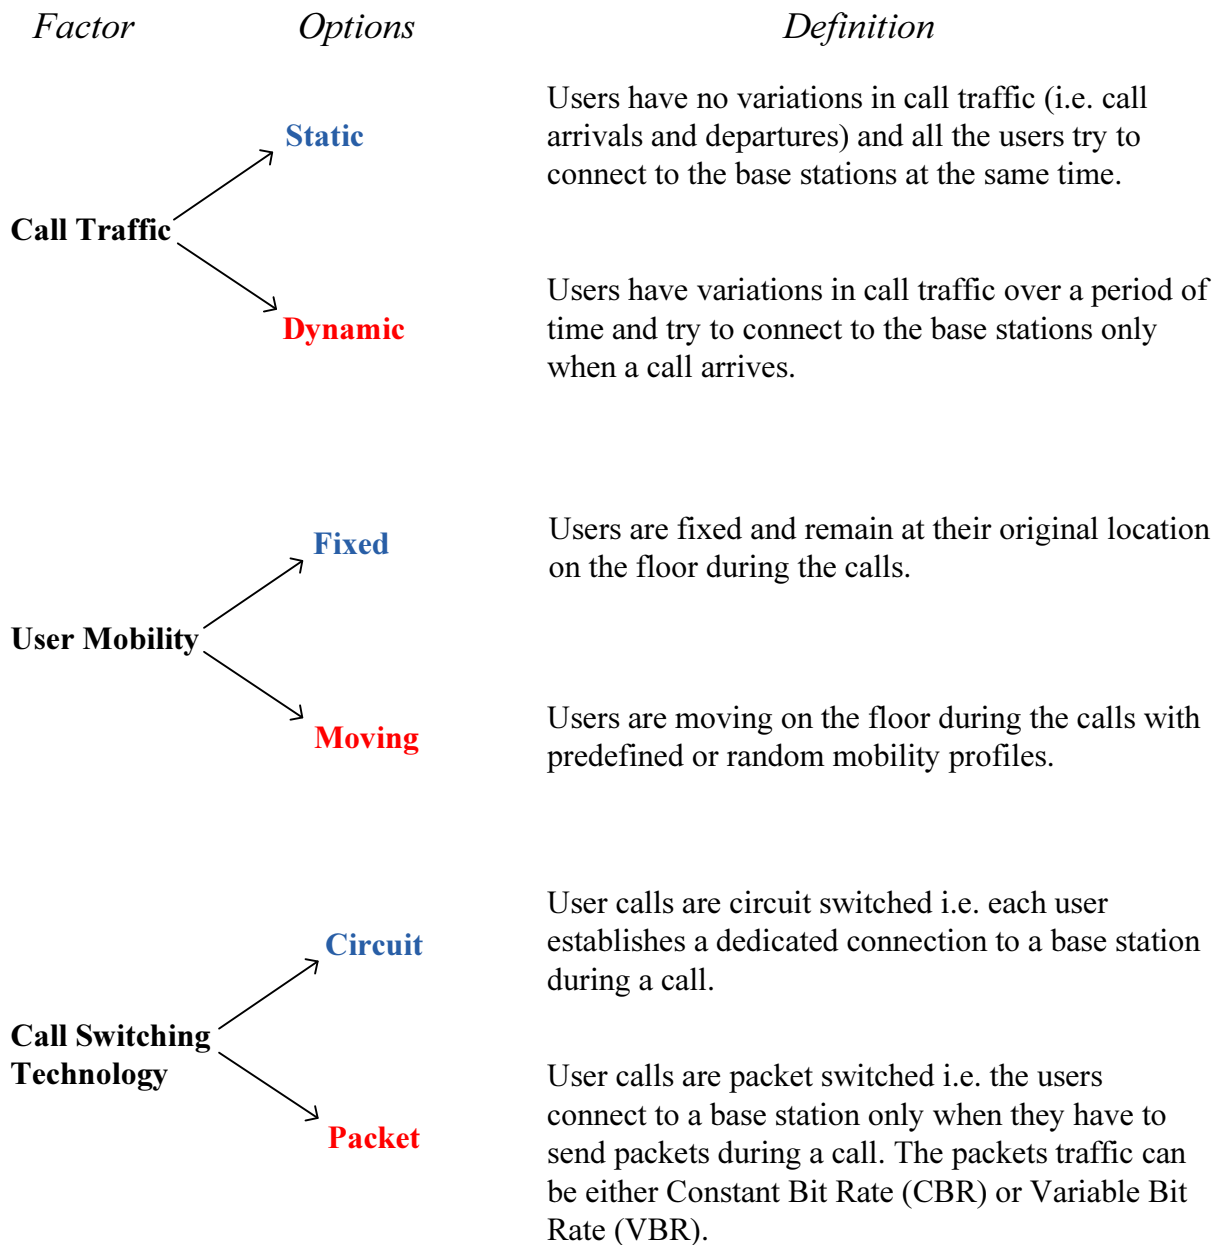 Factor Options Definition
Static
Users have no variations in call traffic (i.e. call
arrivals and departures) and all the users try to
connect to the base stations at the same time.
Call Traffic
Dynamic
Users have variations in call traffic over a period of
time and try to connect to the base stations only
when a call arrives.
Fixed
Users are fixed and remain at their original location
on the floor during the calls.
User Mobility
Moving
Users are moving on the floor during the calls with
predefined or random mobility profiles.
Circuit
User calls are circuit switched i.e. each user
establishes a dedicated connection to a base station
during a call.
Call Switching
Technology
Packet
User calls are packet switched i.e. the users
connect to a base station only when they have to
send packets during a call. The packets traffic can
be either Constant Bit Rate (CBR) or Variable Bit
Rate (VBR).